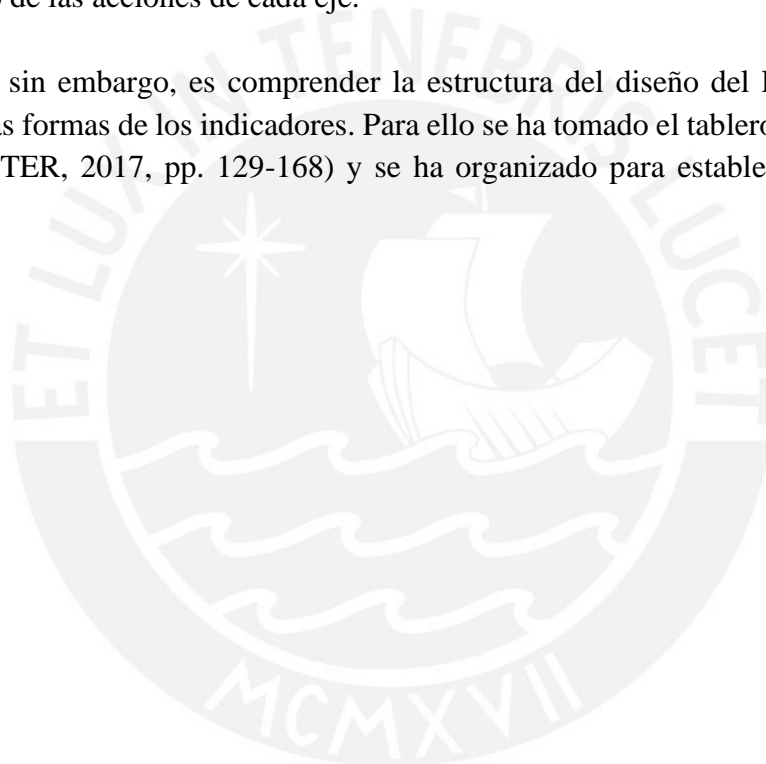 de las acciones de cada eje.
sin embargo, es comprender la estructura del diseño del
as formas de los indicadores. Para ello se ha tomado el tablero
TER, 2017, pp. 129-168) y se ha organizado para estable
ET LUX IN TENEBRIS LUCET
MCMXVII